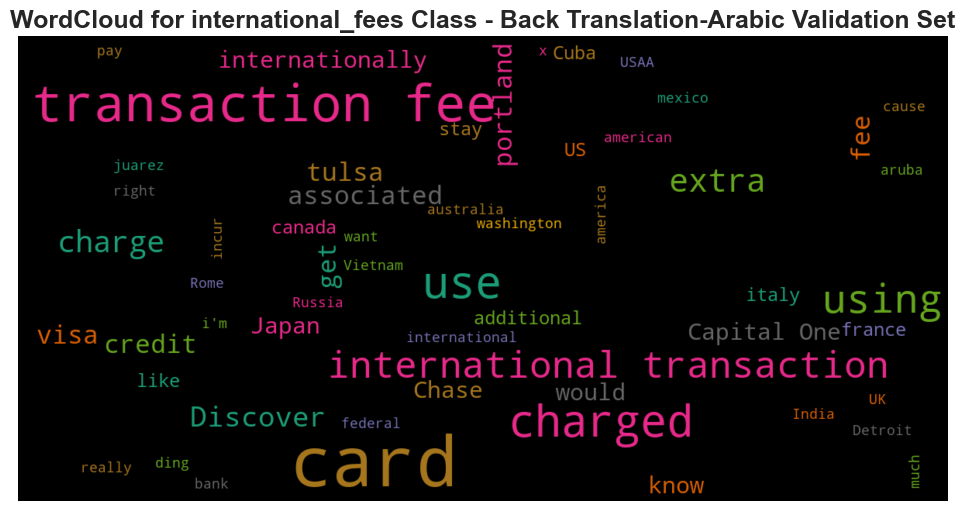 WordCloud for international_fees Class - Back Translation-Arabic Validation Set
pay
internationally
portland
x
Cuba
USAA
transaction fee
mexico
cause
stay
US
american
fee
juarez
right
tulsa
associated
extra
aruba
australia
washington
america
charge
incur
canada
want
get
Vietnam
Rome
use
italy
using
Russia
i'm
Japan
additional
visa
credit
international
Capital One
france
like
international transaction
Chase
would
Discover
federal
charged
UK
India
Detroit
card
really
ding
bank
know
much